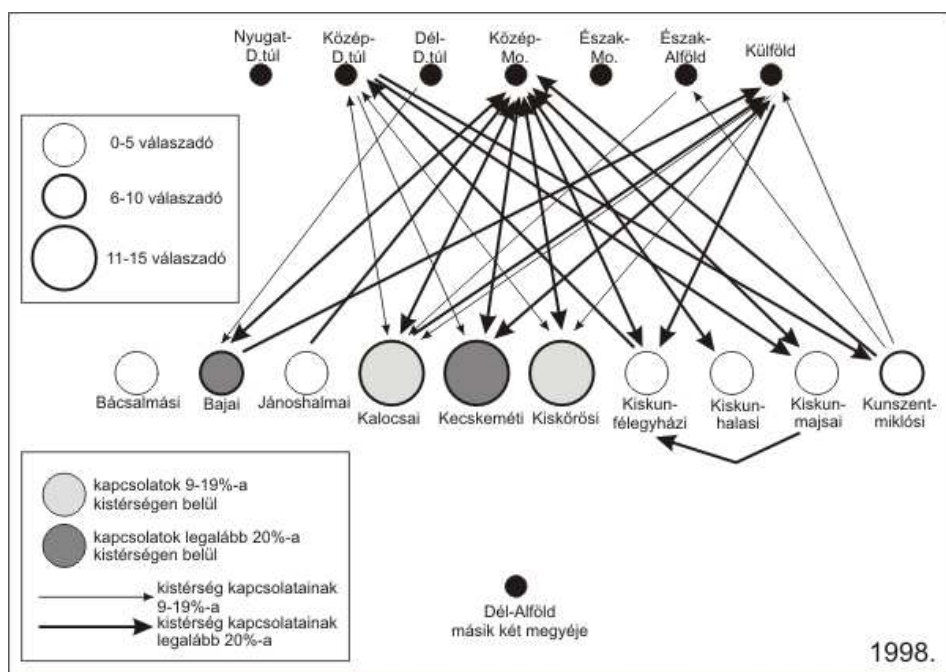 Nyugat-
D.túl
Közép-
D.túl
Dél-
D.túl
Közép-
Mo.
Észak-
Mo.
Észak-
Alföld
Külföld
0-5 válaszadó
6-10 válaszadó
11-15 válaszadó
Bácsalmási
Bajai
Jánoshalmai
Kalocsai
Kecskeméti
Kiskőrösi
Kiskun-
félegyházi
Kiskun-
halasi
Kiskun-
majsai
Kunszent-
miklósi
kapcsolatok 9-19%-a
kistérségen belül
kapcsolatok legalább 20%-a
kistérségen belül
kistérség kapcsolatainak
9-19%-a
kistérség kapcsolatainak
legalább 20%-a
Dél-Alföld
másik két megyéje
1998.